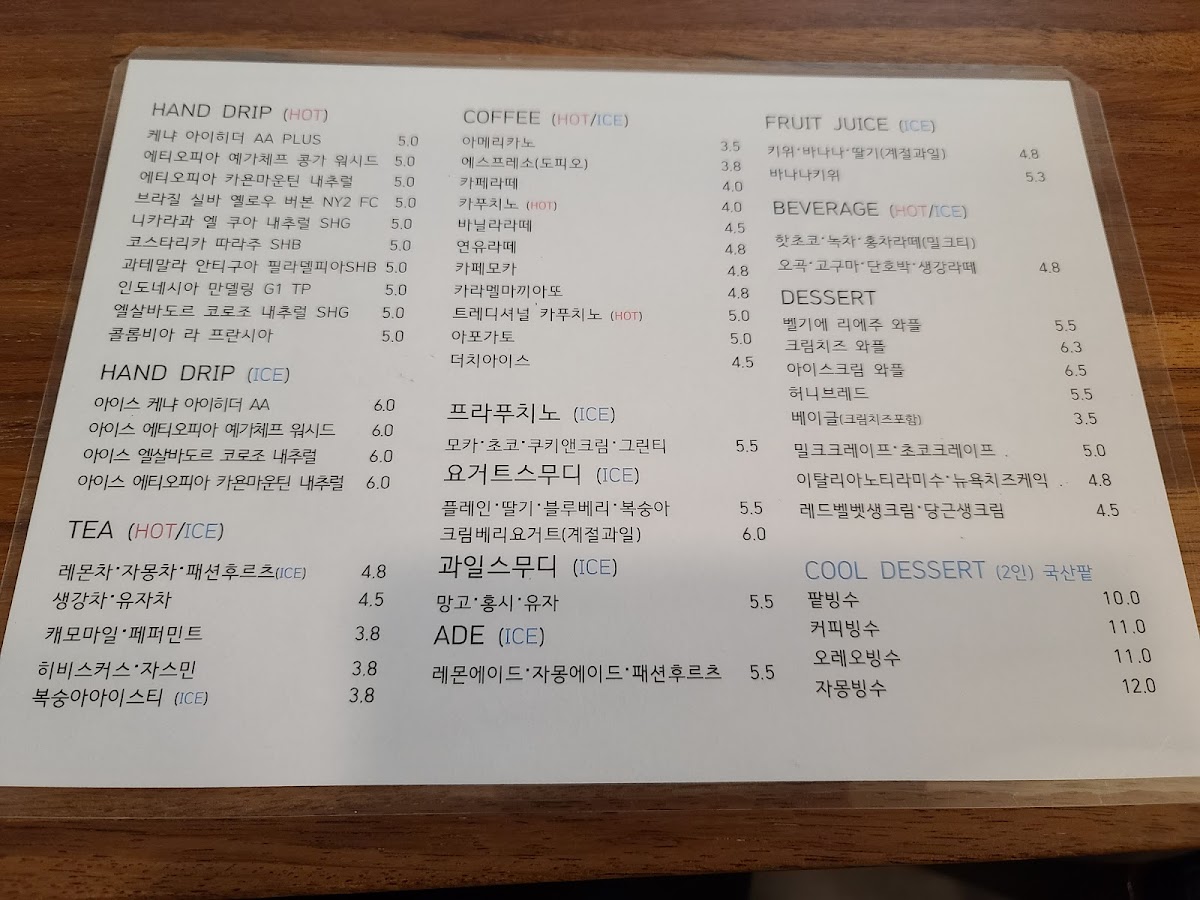 HAND DRIP (HOT)
케냐 아이히더 AA PLUS 5.0
에티오피아 예가체프 콩가 워시드 5.0
에티오피아 카욘마운틴 내추럴 5.0
브라질 실바 옐로우 버본 NY2 FC 5.0
니카라과 엘 쿠아 내추럴 SHG 5.0
코스타리카 따라주 SHB 5.0
과테말라 안티구아 필라델피아SHB 5.0
인도네시아 만델링 G1 TP 5.0
엘살바도르 코로조 내추럴 SHG 5.0
콜롬비아 라 프란시아 5.0
HAND DRIP (ICE)
아이스 케냐 아이히더 AA 6.0
아이스 에티오피아 예가체프 워시드 6.0
아이스 엘살바도르 코로조 내추럴 6.0
아이스 에티오피아 카욘마운틴 내추럴 6.0
TEA (HOT/ICE)
레몬차·자몽차·패션후르츠(ICE) 4.8
생강차·유자차 4.5
캐모마일·페퍼민트 3.8
히비스커스·자스민 3.8
복숭아아이스티 (ICE) 3.8
COFFEE (HOT/ICE)
아메리카노 3.5
에스프레소(도피오) 3.8
카페라떼 4.0
카푸치노 (HOT) 4.0
바닐라라떼 4.5
연유라떼 4.8
카페모카 4.8
카라멜마끼아또 4.8
트레디셔널 카푸치노 (HOT) 5.0
아포가토 5.0
더치아이스 4.5
프라푸치노 (ICE)
모카·초코·쿠키앤크림·그린티 5.5
요거트스무디 (ICE)
플레인·딸기·블루베리·복숭아 5.5
크림베리요거트(계절과일) 6.0
과일스무디 (ICE)
망고·홍시·유자 5.5
ADE (ICE)
레몬에이드·자몽에이드·패션후르츠 5.5
FRUIT JUICE (ICE)
키위·바나나·딸기(계절과일) 4.8
바나나키위 5.3
BEVERAGE (HOT/ICE)
핫초코·녹차·홍차라떼(밀크티)
오곡·고구마·단호박·생강라떼 4.8
DESSERT
벨기에 리에주 와플 5.5
크림치즈 와플 6.3
아이스크림 와플 6.5
허니브레드 5.5
베이글(크림치즈포함) 3.5
밀크크레이프·초코크레이프 . 5.0
이탈리아노티라미수·뉴욕치즈케익 . 4.8
레드벨벳생크림·당근생크림 4.5
COOL DESSERT (2인) 국산팥
팥빙수 10.0
커피빙수 11.0
오레오빙수 11.0
자몽빙수 12.0